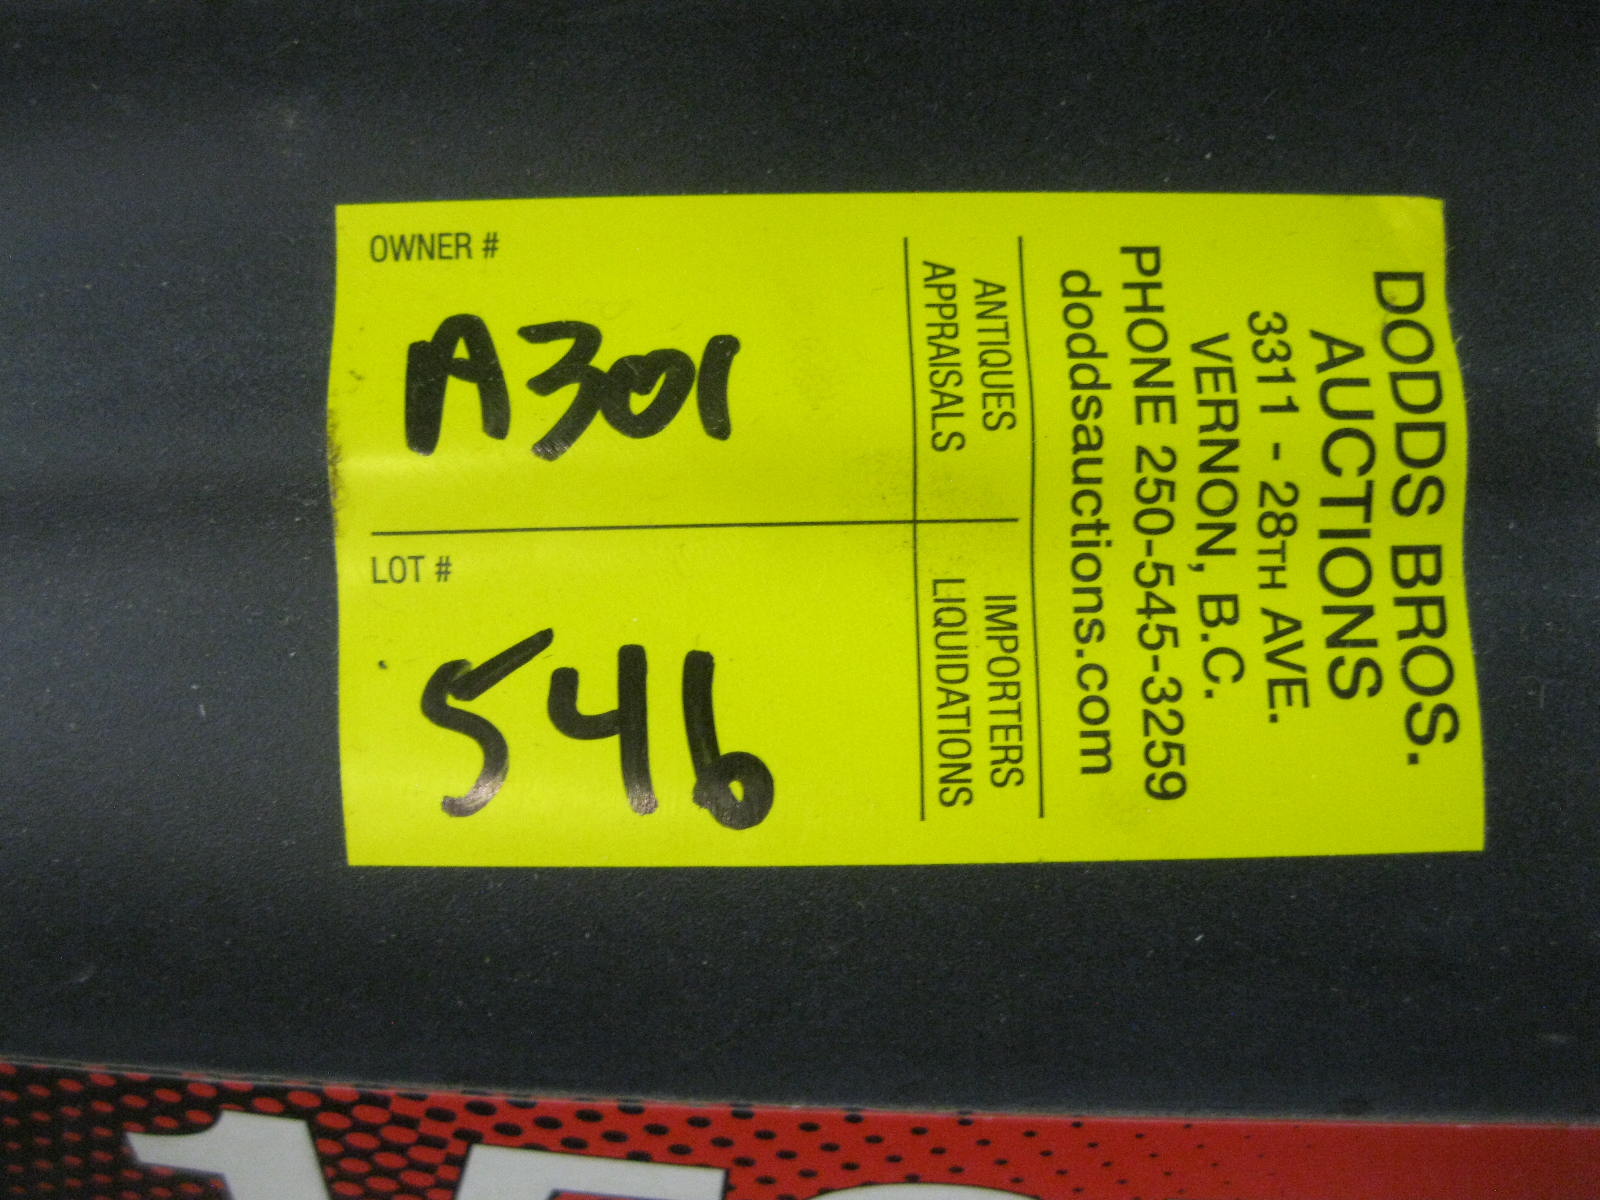 OWNER #
A301
LOT #
546
DODDS BROS.
AUCTIONS
3311 - 28TH AVE.
VERNON, B.C.
PHONE 250-545-3259
doddsauctions.com
ANTIQUES IMPORTERS
APPRAISALS LIQUIDATIONS